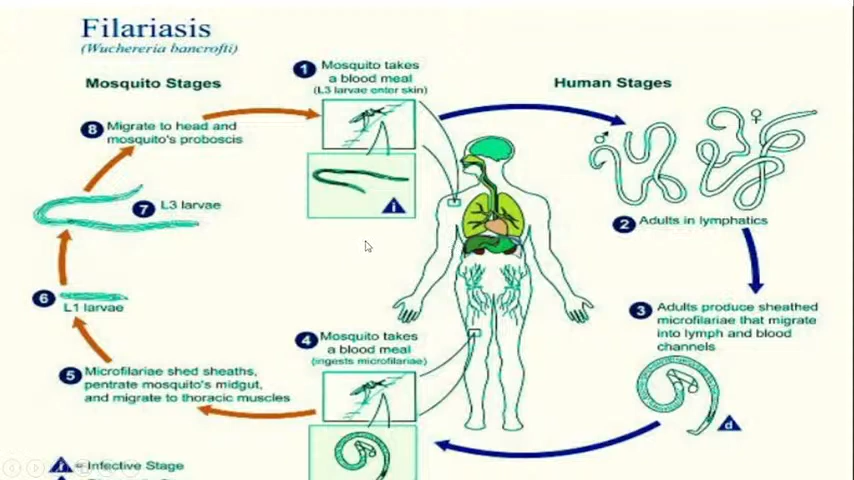 Filariasis
(Wuchereria bancrofti)
Mosquito Stages
Human Stages
1 Mosquito takes
a blood meal
(L3 larvae enter skin)
i
♂
♀
2 Adults in lymphatics
3 Adults produce sheathed
microfilariae that migrate
into lymph and blood
channels
d
4 Mosquito takes
a blood meal
(ingests microfilariae)
5 Microfilariae shed sheaths,
pentrate mosquito's midgut,
and migrate to thoracic muscles
6
L1 larvae
7 L3 larvae
8 Migrate to head and
mosquito's proboscis
= Infective Stage